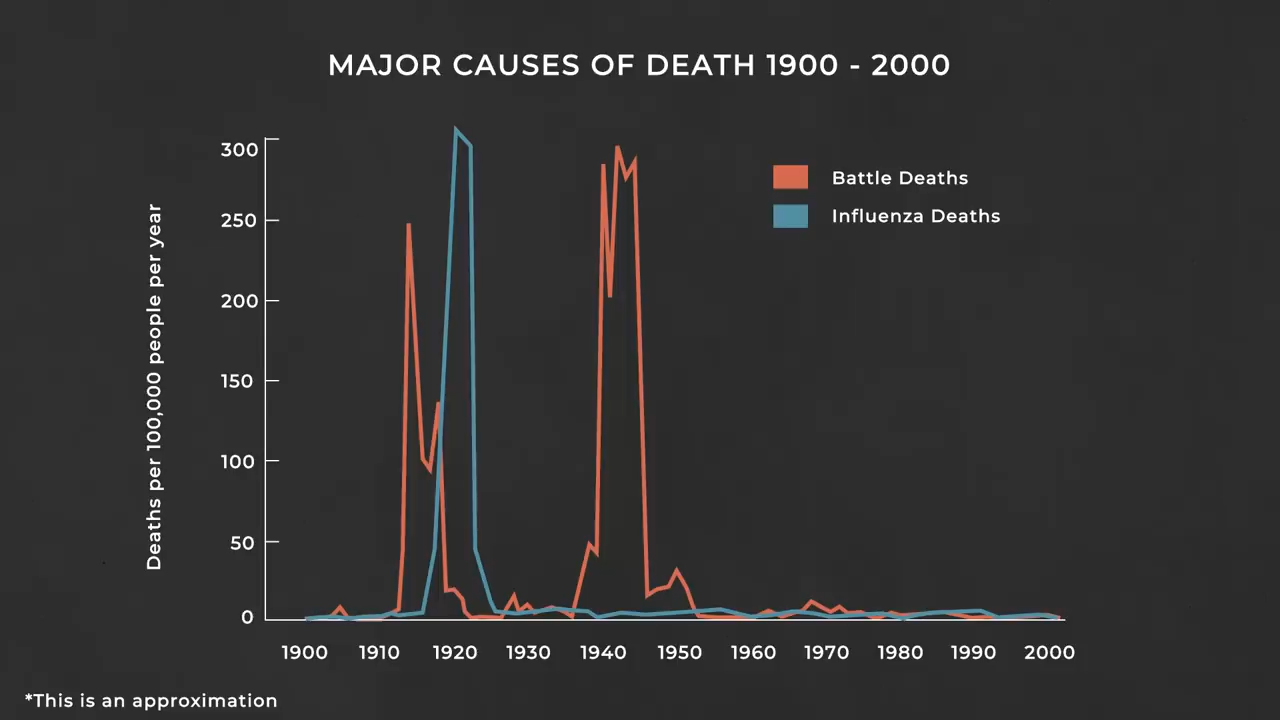 MAJOR CAUSES OF DEATH 1900 - 2000
300
250
200
150
100
50
0
Deaths per 100,000 people per year
Battle Deaths
Influenza Deaths
1900 1910 1920 1930 1940 1950 1960 1970 1980 1990 2000
*This is an approximation